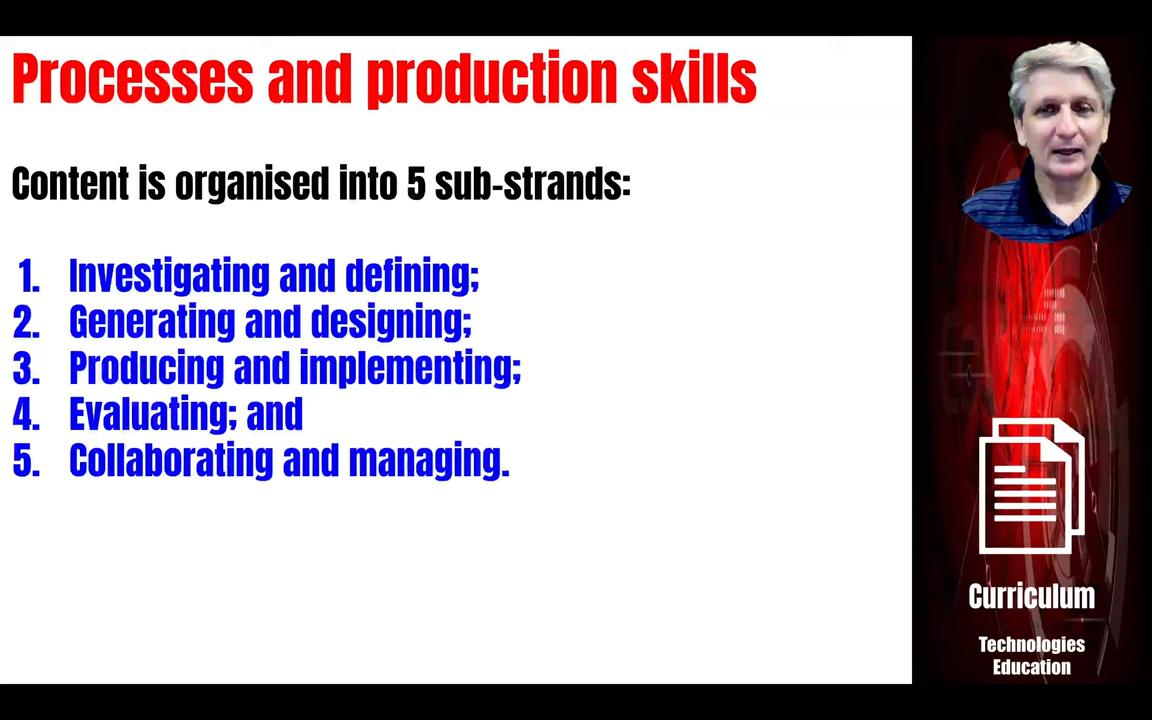 Processes and production skills
Content is organised into 5 sub-strands:
1. Investigating and defining;
2. Generating and designing;
3. Producing and implementing;
4. Evaluating; and
5. Collaborating and managing.
Curriculum
Technologies
Education